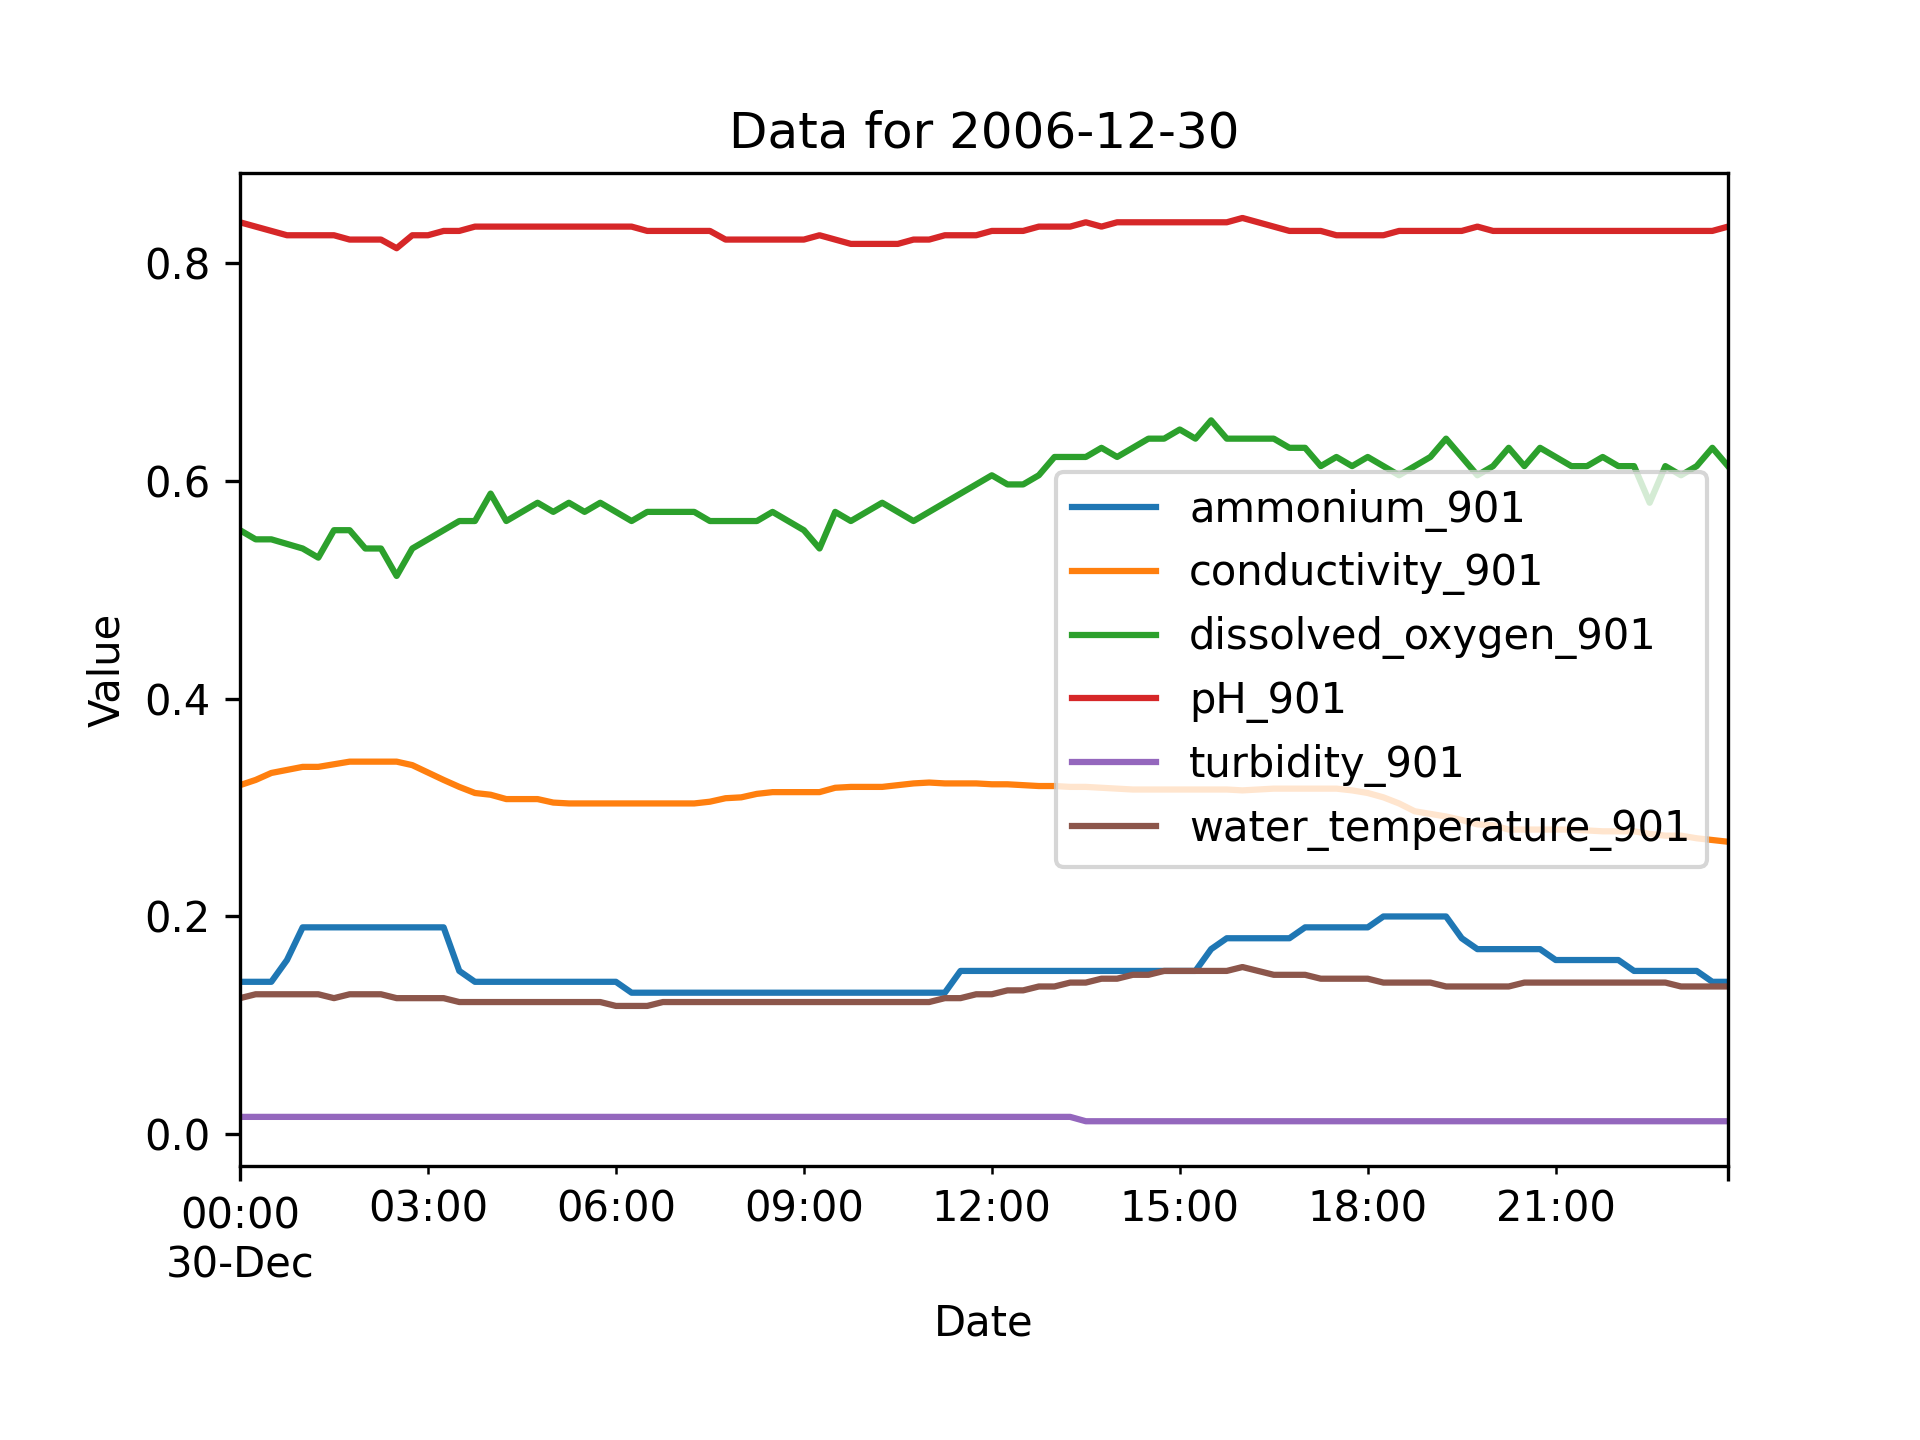 Data for 2006-12-30
Value
0.8
0.6
0.4
0.2
0.0
ammonium_901
conductivity_901
dissolved_oxygen_901
pH_901
turbidity_901
water_temperature_901
00:00 03:00 06:00 09:00 12:00 15:00 18:00 21:00
30-Dec
Date